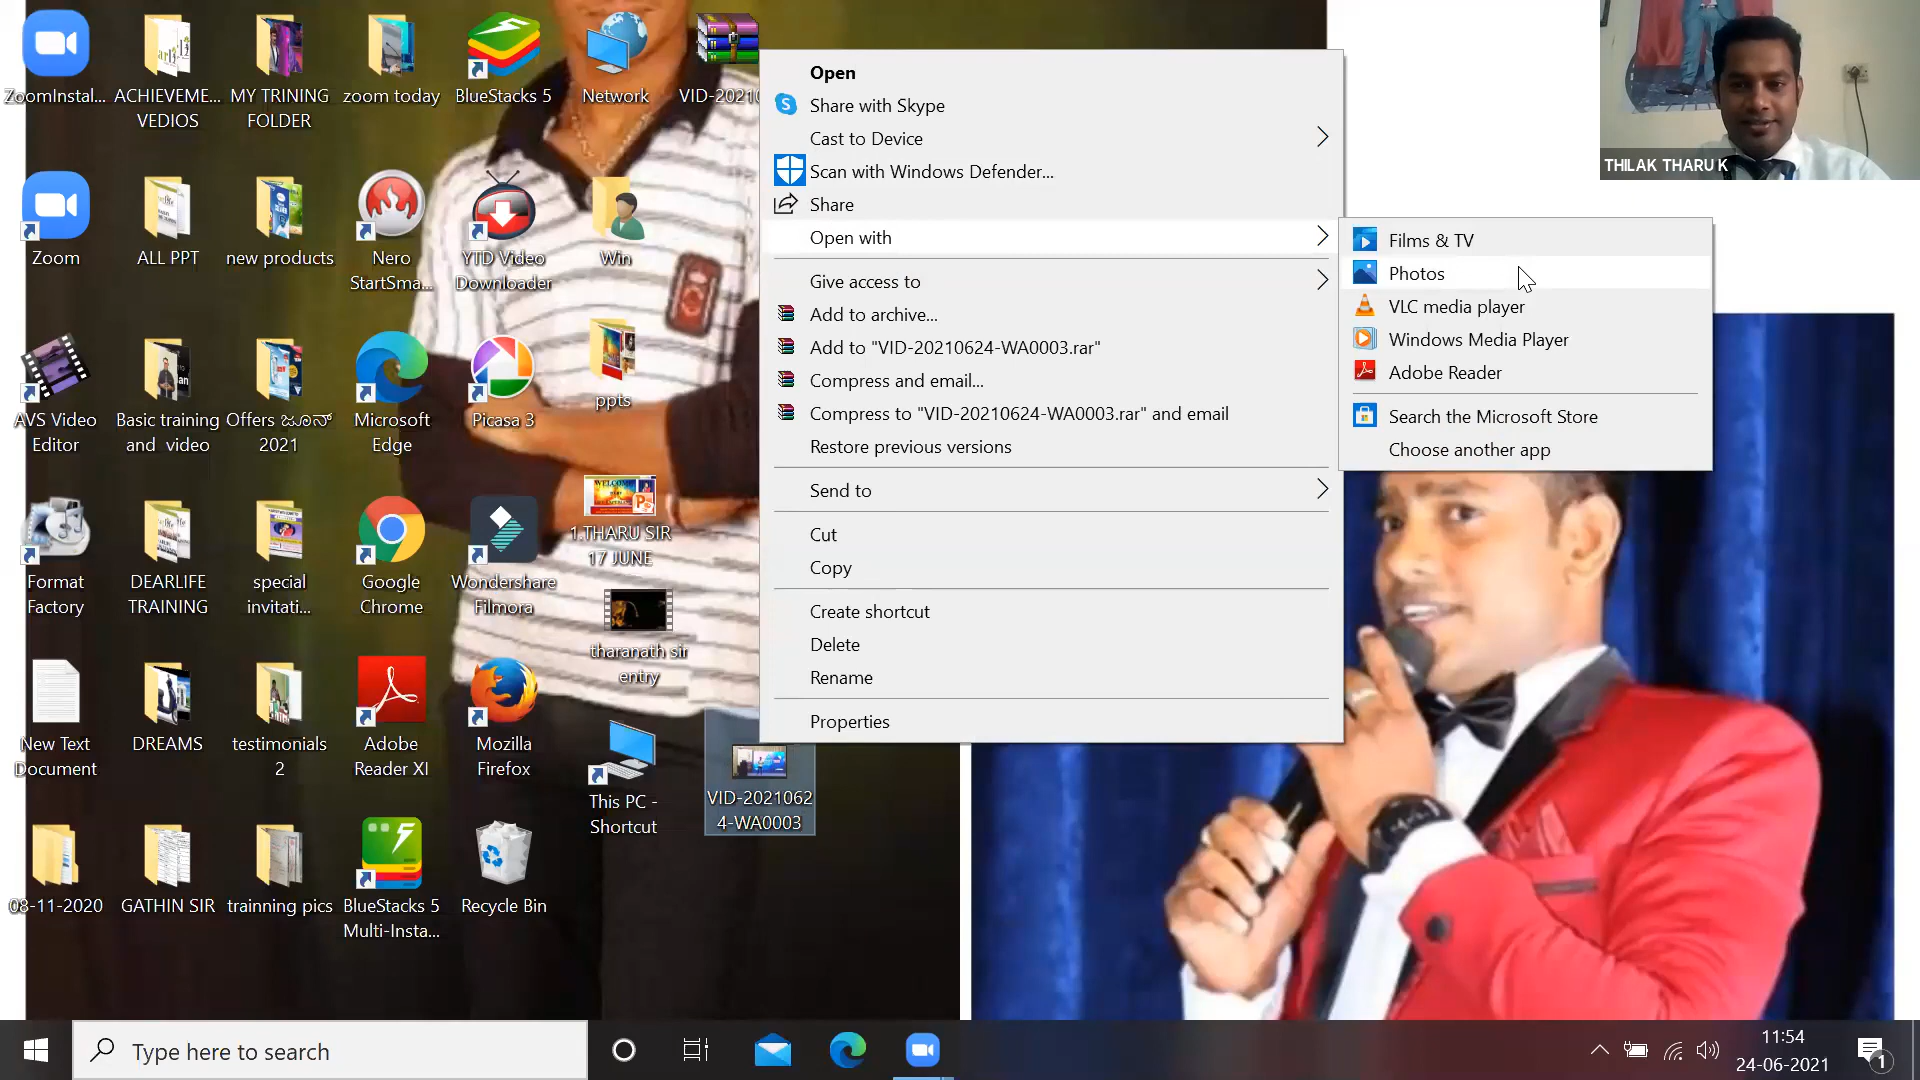 ZoomInstal...
ACHIEVEME...
VEDIOS
MY TRINING
FOLDER
zoom today
BlueStacks 5
Network
VID-2021
Zoom
ALL PPT
new products
Nero
StartSma...
YTD Video
Downloader
Win
AVS Video
Editor
Basic training
and video
Offers ಜೂನ್
2021
Microsoft
Edge
Picasa 3
ppts
Format
Factory
DEARLIFE
TRAINING
special
invitati...
Google
Chrome
Wondershare
Filmora
WELCOME
1.THARU SIR
17 JUNE
tharanath sir
entry
New Text
Document
DREAMS
testimonials
2
Adobe
Reader XI
Mozilla
Firefox
This PC -
Shortcut
VID-2021062
4-WA0003
08-11-2020
GATHIN SIR
trainning pics
BlueStacks 5
Multi-Insta...
Recycle Bin
Open
Share with Skype
Cast to Device
Scan with Windows Defender...
Share
Open with
Give access to
Add to archive...
Add to "VID-20210624-WA0003.rar"
Compress and email...
Compress to "VID-20210624-WA0003.rar" and email
Restore previous versions
Send to
Cut
Copy
Create shortcut
Delete
Rename
Properties
Films & TV
Photos
VLC media player
Windows Media Player
Adobe Reader
Search the Microsoft Store
Choose another app
THILAK THARU K
Type here to search
11:54
24-06-2021
1